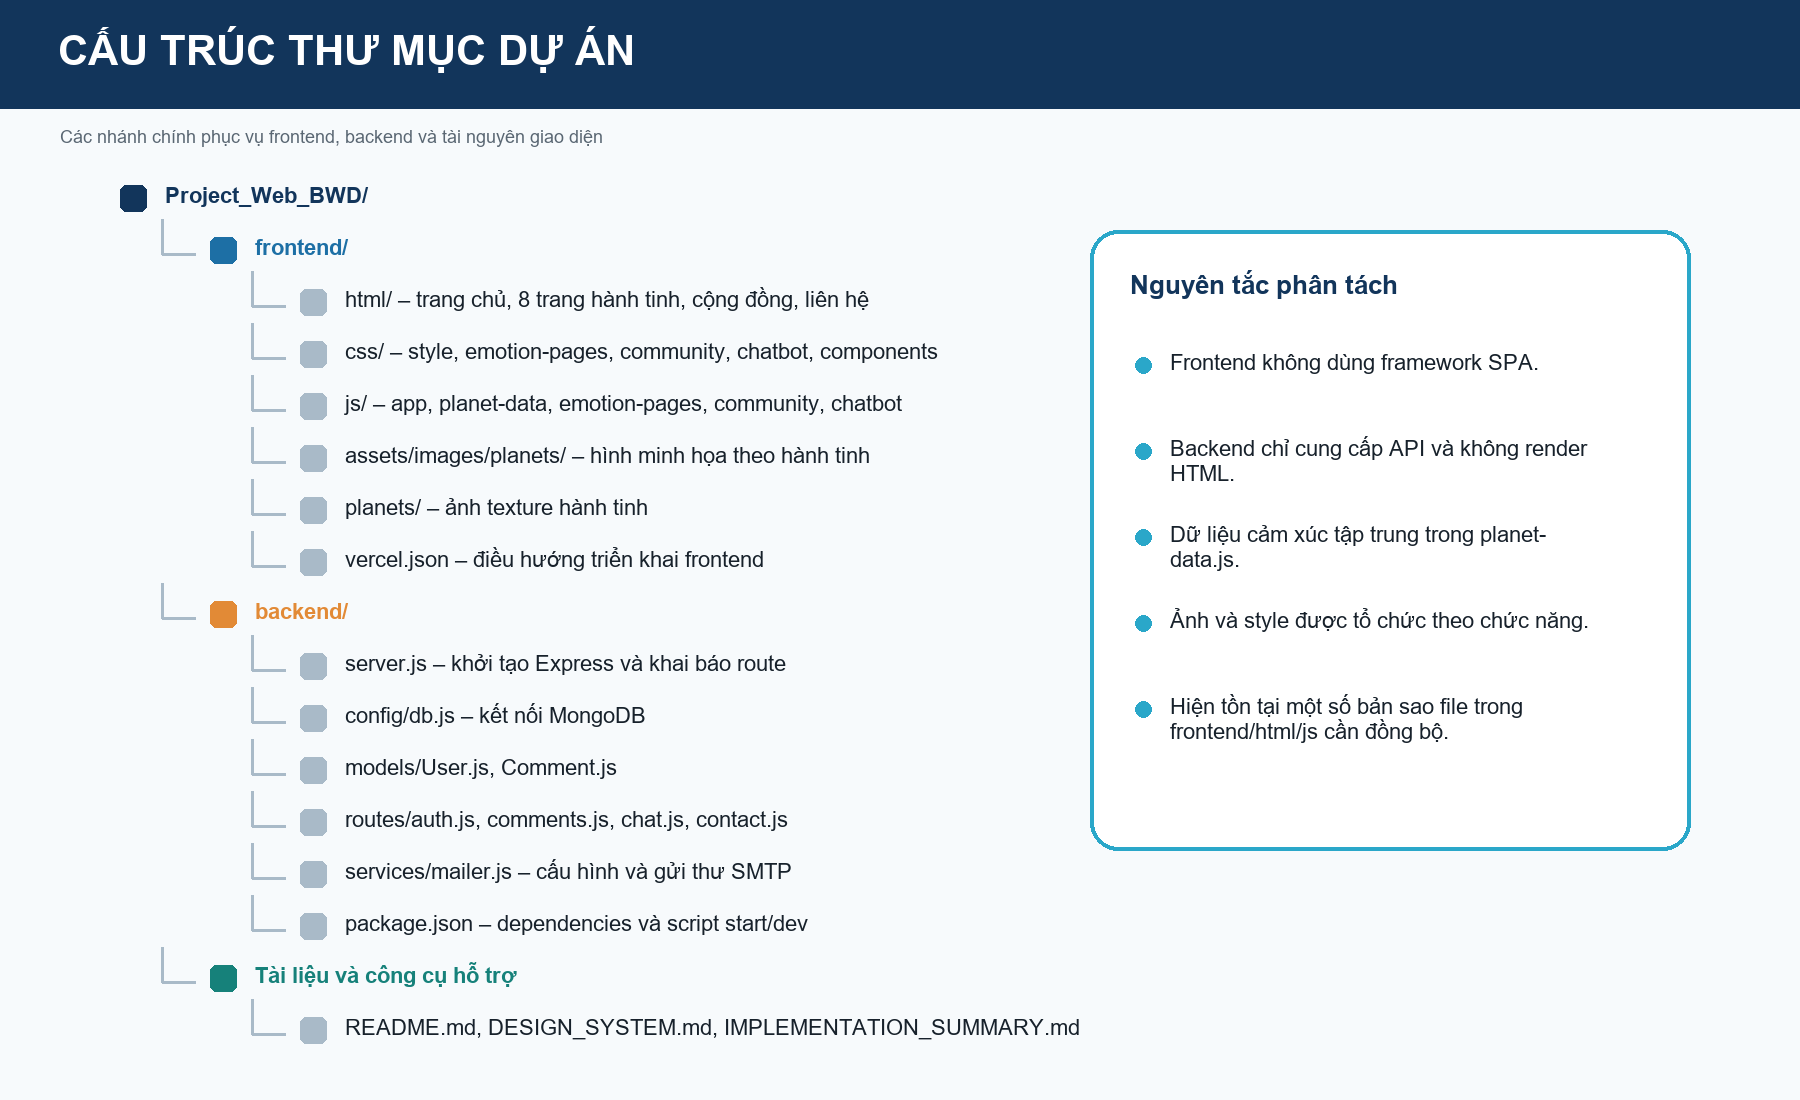 CẤU TRÚC THƯ MỤC DỰ ÁN
Các nhánh chính phục vụ frontend, backend và tài nguyên giao diện
Project_Web_BWD/
frontend/
html/ – trang chủ, 8 trang hành tinh, cộng đồng, liên hệ
css/ – style, emotion-pages, community, chatbot, components
js/ – app, planet-data, emotion-pages, community, chatbot
assets/images/planets/ – hình minh họa theo hành tinh
planets/ – ảnh texture hành tinh
vercel.json – điều hướng triển khai frontend
backend/
server.js – khởi tạo Express và khai báo route
config/db.js – kết nối MongoDB
models/User.js, Comment.js
routes/auth.js, comments.js, chat.js, contact.js
services/mailer.js – cấu hình và gửi thư SMTP
package.json – dependencies và script start/dev
Tài liệu và công cụ hỗ trợ
README.md, DESIGN_SYSTEM.md, IMPLEMENTATION_SUMMARY.md
Nguyên tắc phân tách
Frontend không dùng framework SPA.
Backend chỉ cung cấp API và không render
HTML.
Dữ liệu cảm xúc tập trung trong planet-
data.js.
Ảnh và style được tổ chức theo chức năng.
Hiện tồn tại một số bản sao file trong
frontend/html/js cần đồng bộ.